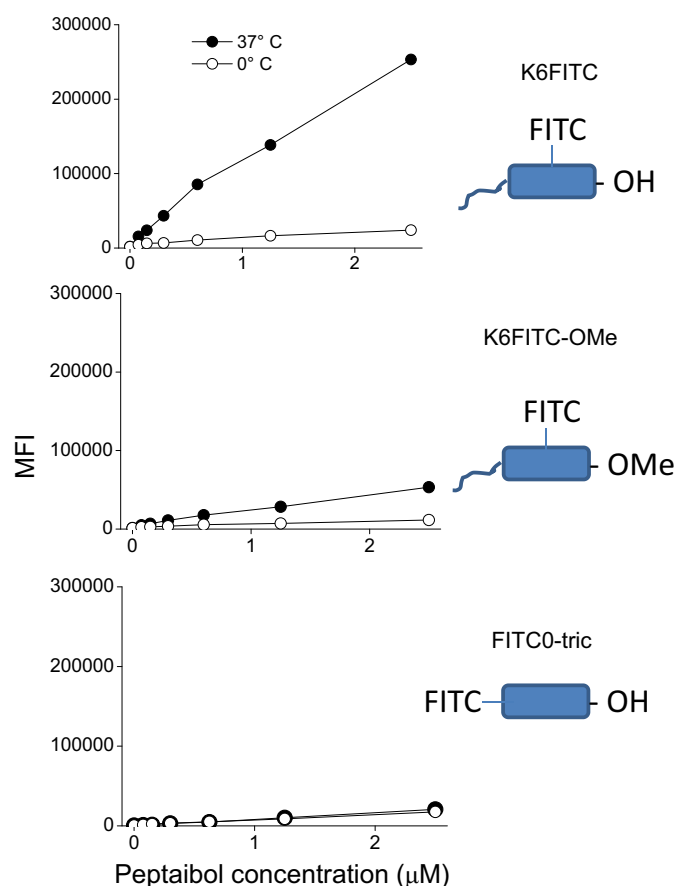 300000
200000
100000
0
37° C
0° C
0
1
2
K6FITC
FITC
OH
300000
200000
100000
0
0
1
2
K6FITC-OMe
FITC
OMe
MFI
300000
200000
100000
0
0
1
2
FITC0-tric
FITC
OH
Peptaibol concentration (μM)